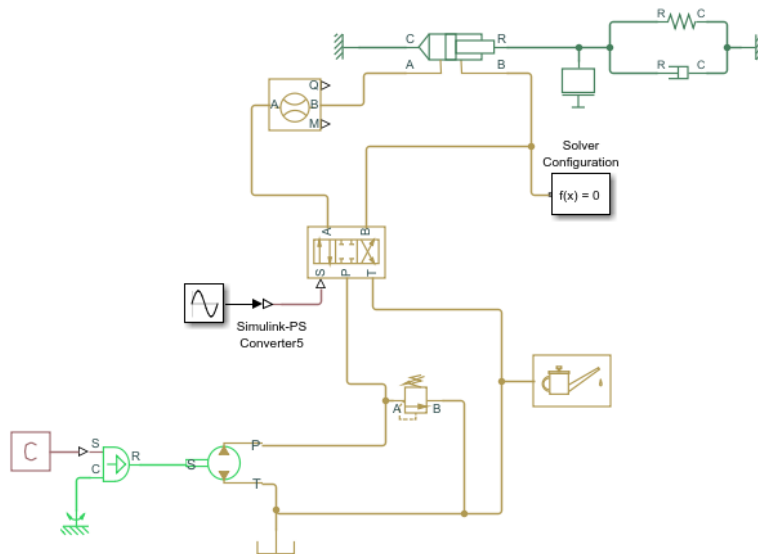 C
R
A
B
R
C
R
C
Q
A
B
M
Solver
Configuration
f(x) = 0
A
B
S
P
T
Simulink-PS
Converter5
A
B
C
S
C
R
S
P
T